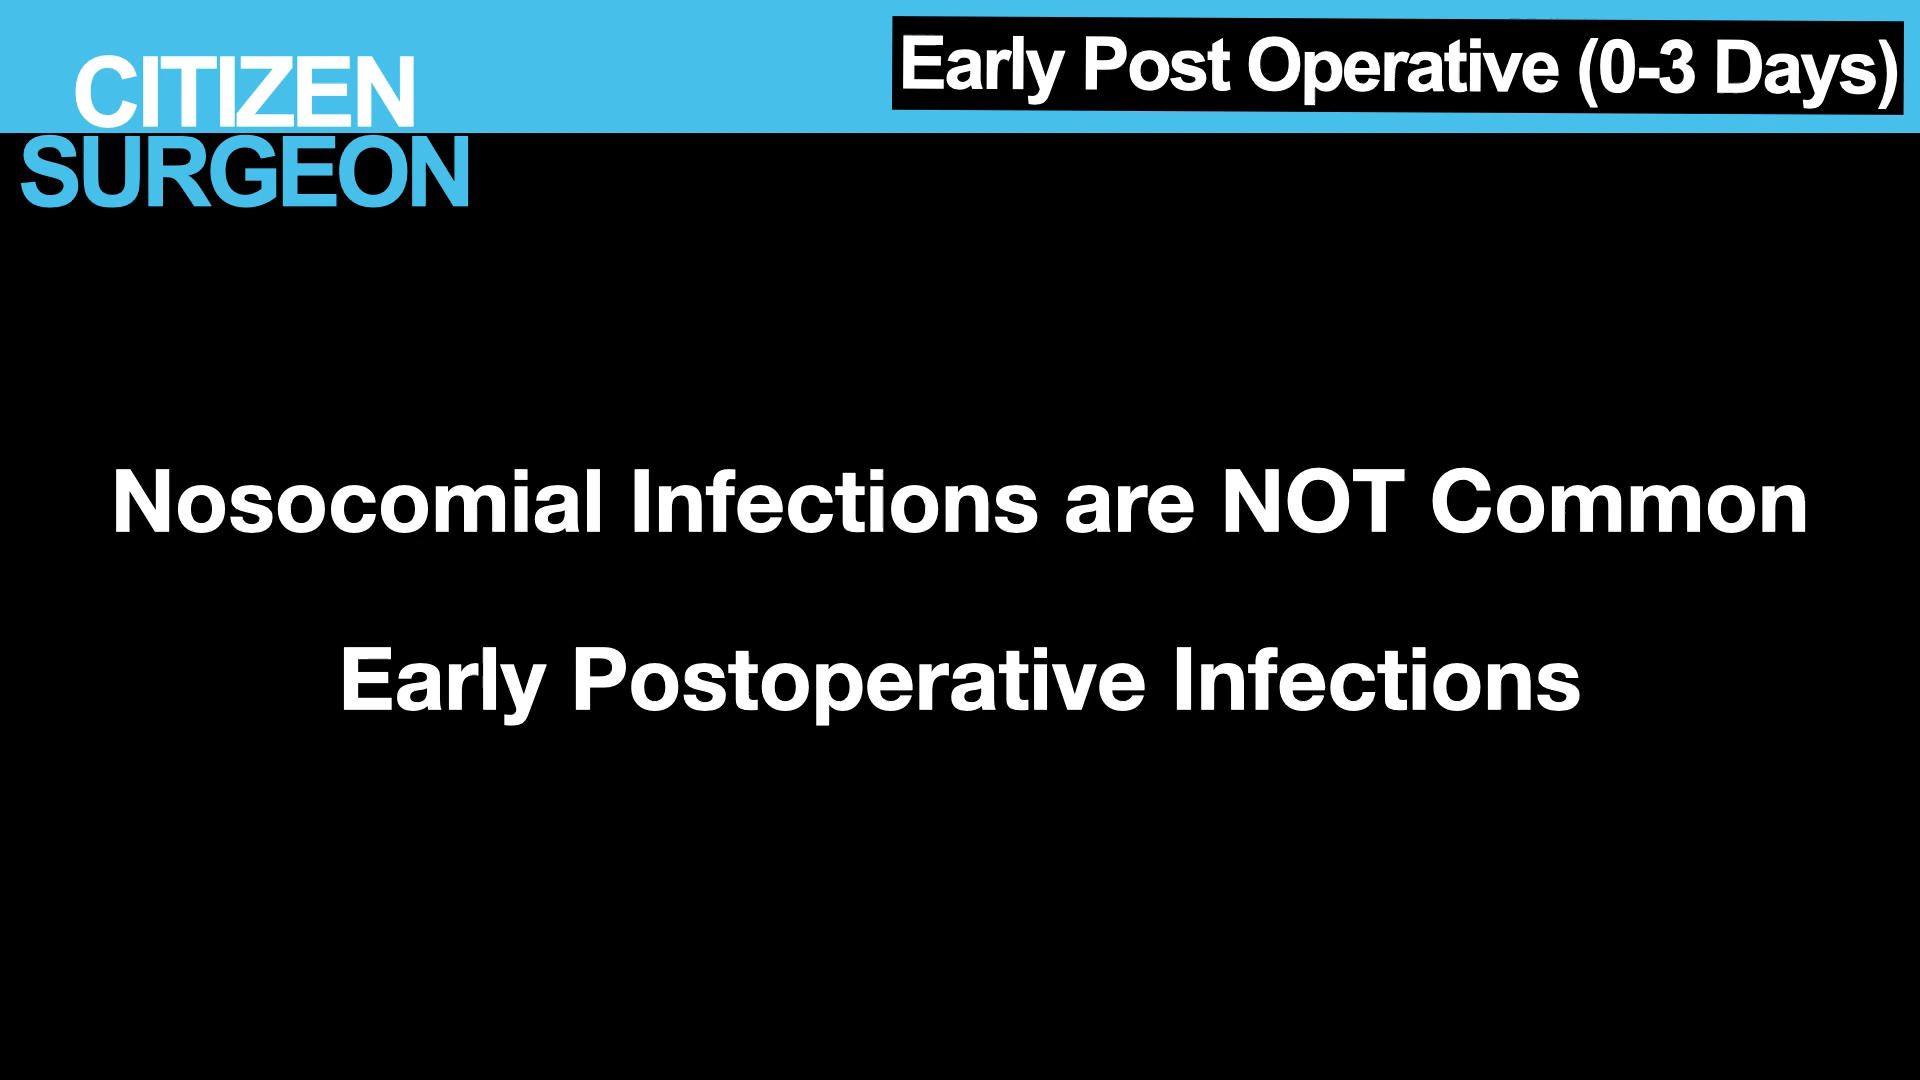 CITIZEN
SURGEON
Early Post Operative (0-3 Days)
Nosocomial Infections are NOT Common
Early Postoperative Infections